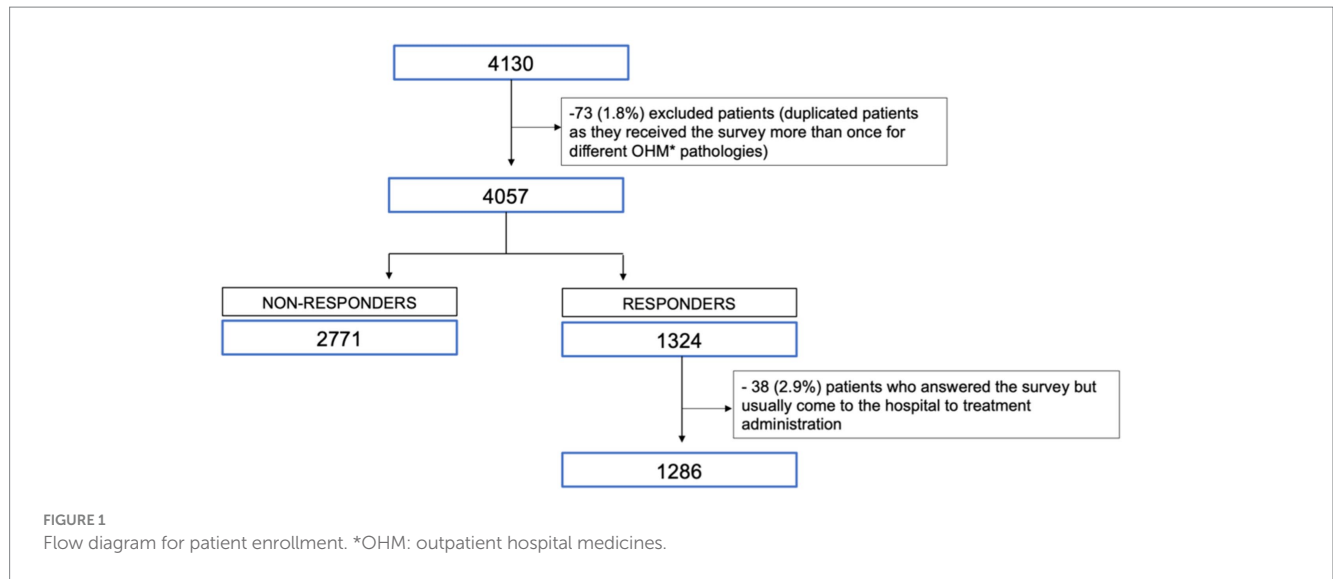 4130
-73 (1.8%) excluded patients (duplicated patients
as they received the survey more than once for
different OHM* pathologies)
4057
NON-RESPONDERS
2771
RESPONDERS
1324
- 38 (2.9%) patients who answered the survey but
usually come to the hospital to treatment
administration
1286
FIGURE 1
Flow diagram for patient enrollment. *OHM: outpatient hospital medicines.